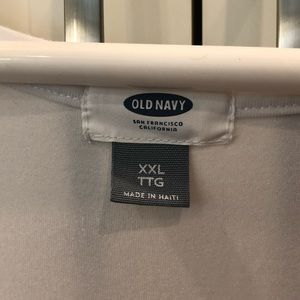 OLD NAVY
SAN FRANCISCO
CALIFORNIA
XXL
TTG
MADE IN HAITI